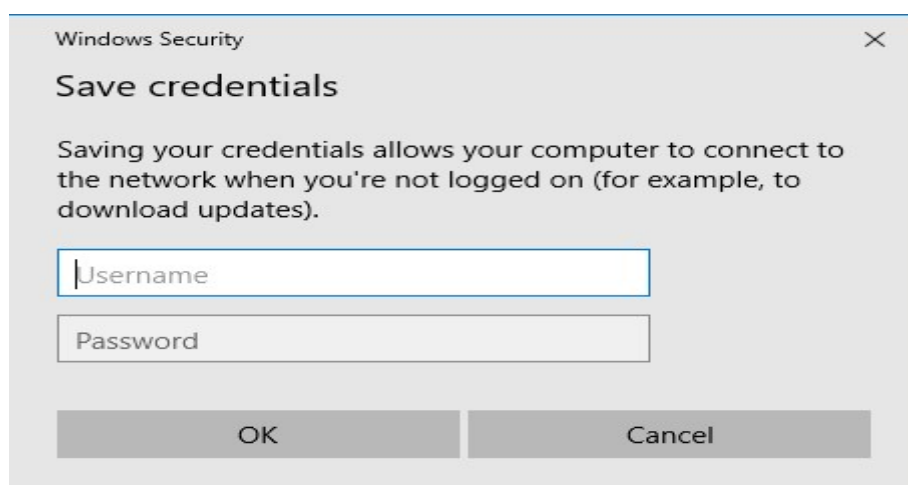 Windows Security
Save credentials
Saving your credentials allows your computer to connect to
the network when you're not logged on (for example, to
download updates).
Username
Password
OK
Cancel